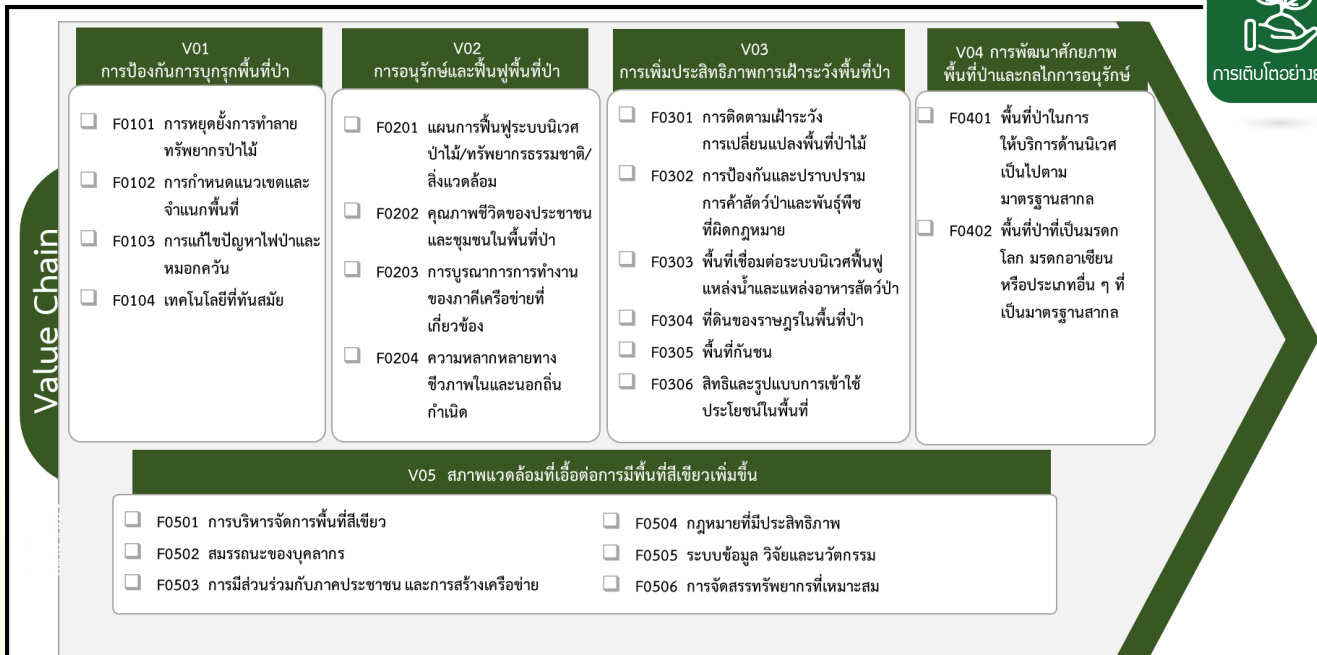 การเติบโตอย่าง
Value Chain
V01
การป้องกันการบุกรุกพื้นที่ป่า
F0101 การหยุดยั้งการทำลาย
ทรัพยากรป่าไม้
F0102 การกำหนดแนวเขตและ
จำแนกพื้นที่
F0103 การแก้ไขปัญหาไฟป่าและ
หมอกควัน
F0104 เทคโนโลยีที่ทันสมัย
V02
การอนุรักษ์และฟื้นฟูพื้นที่ป่า
F0201 แผนการฟื้นฟูระบบนิเวศ
ป่าไม้/ทรัพยากรธรรมชาติ/
สิ่งแวดล้อม
F0202 คุณภาพชีวิตของประชาชน
และชุมชนในพื้นที่ป่า
F0203 การบูรณาการการทำงาน
ของภาคีเครือข่ายที่
เกี่ยวข้อง
F0204 ความหลากหลายทาง
ชีวภาพในและนอกถิ่น
กำเนิด
V03
การเพิ่มประสิทธิภาพการเฝ้าระวังพื้นที่ป่า
F0301 การติดตามเฝ้าระวัง
การเปลี่ยนแปลงพื้นที่ป่าไม้
F0302 การป้องกันและปราบปราม
การค้าสัตว์ป่าและพันธุ์พืช
ที่ผิดกฎหมาย
F0303 พื้นที่เชื่อมต่อระบบนิเวศฟื้นฟู
แหล่งน้ำและแหล่งอาหารสัตว์ป่า
F0304 ที่ดินของราษฎรในพื้นที่ป่า
F0305 พื้นที่กันชน
F0306 สิทธิและรูปแบบการเข้าใช้
ประโยชน์ในพื้นที่
V04 การพัฒนาศักยภาพ
พื้นที่ป่าและกลไกการอนุรักษ์
F0401 พื้นที่ป่าในการ
ให้บริการด้านนิเวศ
เป็นไปตาม
มาตรฐานสากล
F0402 พื้นที่ป่าที่เป็นมรดก
โลก มรดกอาเซียน
หรือประเภทอื่น ๆ ที่
เป็นมาตรฐานสากล
V05 สภาพแวดล้อมที่เอื้อต่อการมีพื้นที่สีเขียวเพิ่มขึ้น
F0501 การบริหารจัดการพื้นที่สีเขียว
F0502 สมรรถนะของบุคลากร
F0503 การมีส่วนร่วมกับภาคประชาชน และการสร้างเครือข่าย
F0504 กฎหมายที่มีประสิทธิภาพ
F0505 ระบบข้อมูล วิจัยและนวัตกรรม
F0506 การจัดสรรทรัพยากรที่เหมาะสม